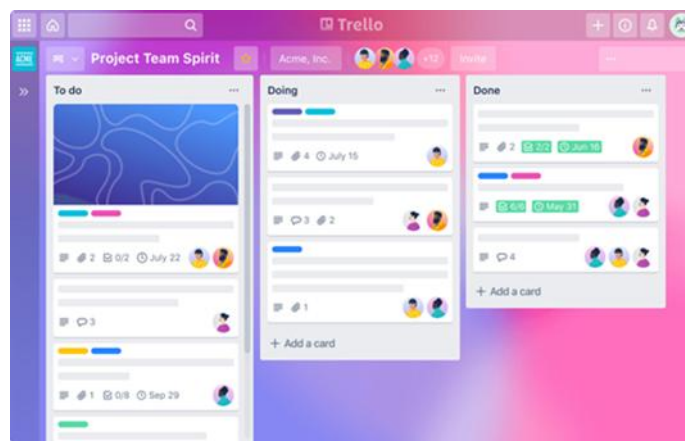 Trello
ACME
Project Team Spirit
Acme, Inc.
+12
Invite
To do
2 0/2 July 22
3
1 0/8 Sep 29
Doing
4 July 15
3 2
1
+ Add a card
Done
2 2/2 Jun 16
6/6 May 31
4
+ Add a card